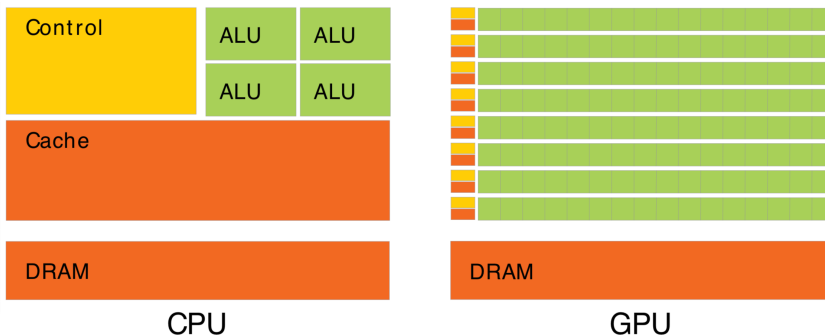 Control
ALU ALU
ALU ALU
Cache
DRAM
CPU
DRAM
GPU